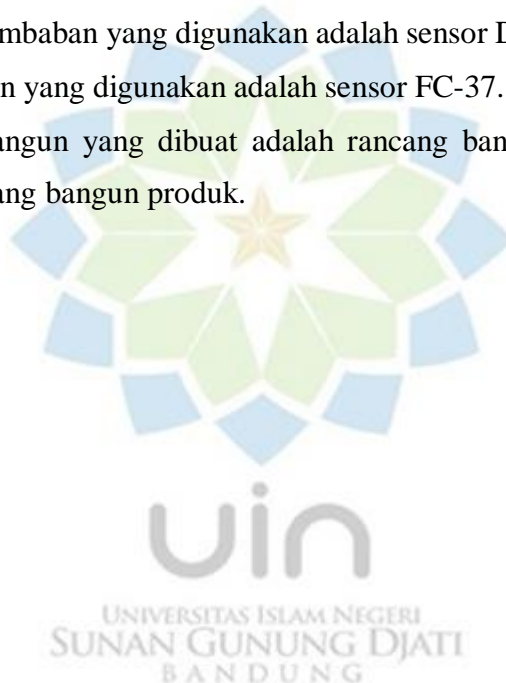 mbaban yang digunakan adalah sensor D
n yang digunakan adalah sensor FC-37.
angun yang dibuat adalah rancang ban
ang bangun produk.
uin
UNIVERSITAS ISLAM NEGERI
SUNAN GUNUNG DJATI
BANDUNG